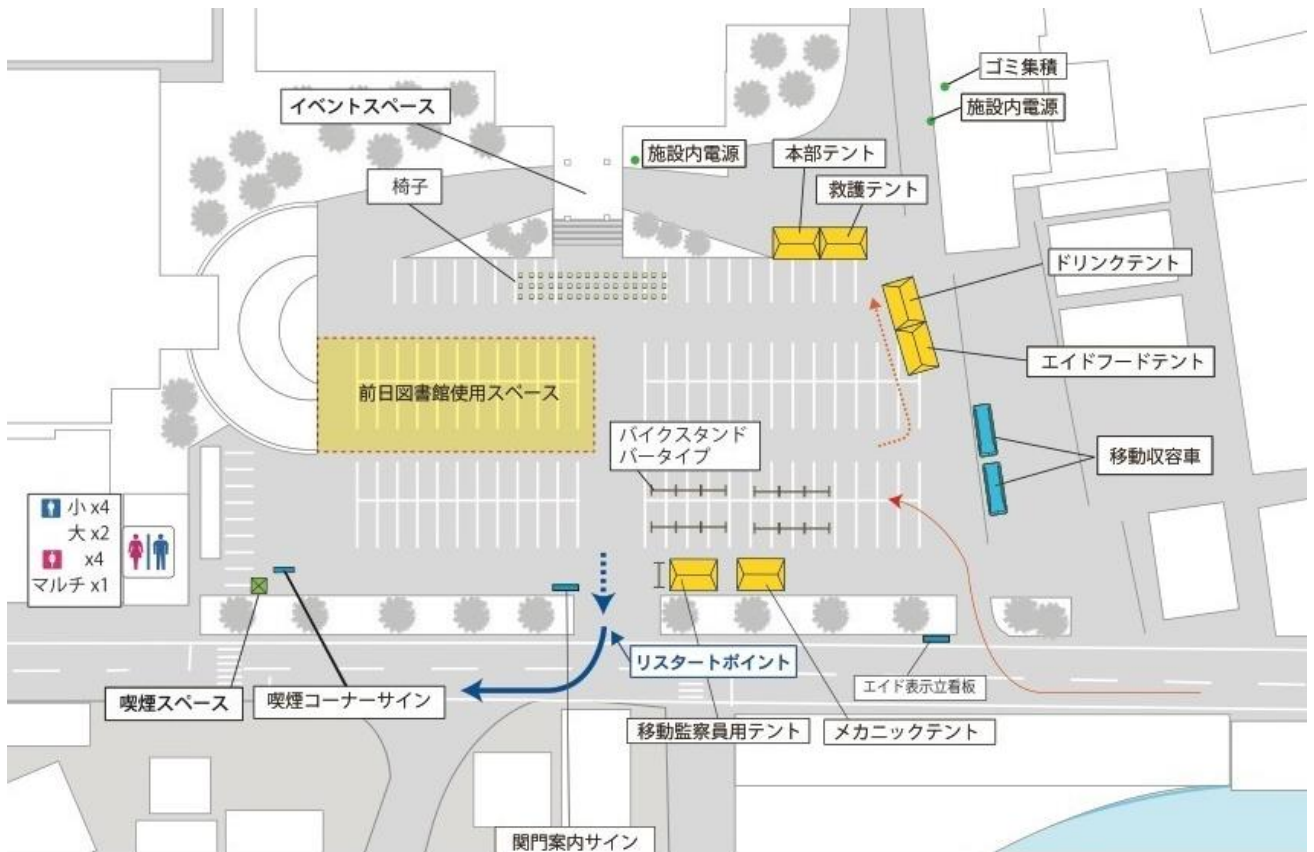 ゴミ集積
イベントスペース
施設内電源
施設内電源
本部テント
椅子
救護テント
ドリンクテント
エイドフードテント
前日図書館使用スペース
バイクスタンド
バータイプ
移動収容車
小 x4
大 x2
x4
マルチ x1
リスタートポイント
エイド表示立看板
喫煙スペース
喫煙コーナーサイン
移動監察員用テント
メカニックテント
関門案内サイン